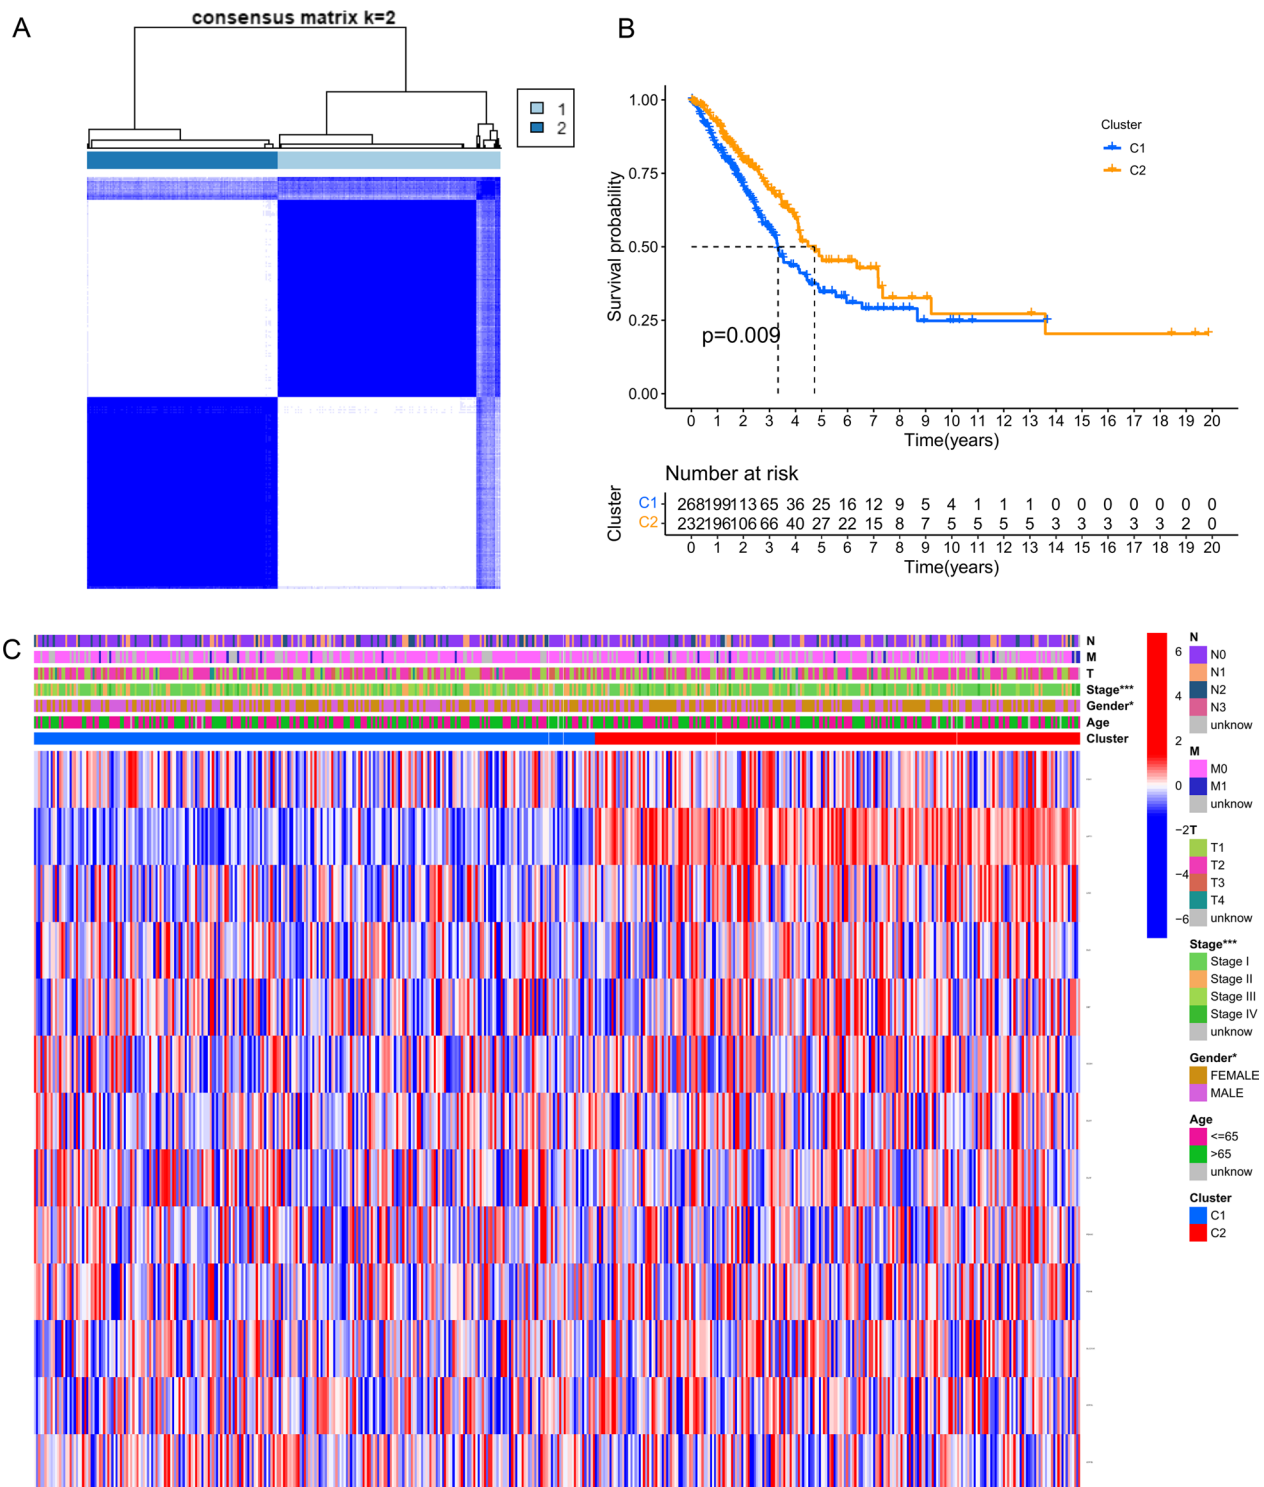 A
consensus matrix k=2
1
2
B
Survival probability
1.00
0.75
0.50
0.25
0.00
p=0.009
Cluster
C1
C2
0 1 2 3 4 5 6 7 8 9 10 11 12 13 14 15 16 17 18 19 20
Time(years)
Number at risk
Cluster
C1 268 199 113 65 36 25 16 12 9 5 4 1 1 1 0 0 0 0 0 0 0
C2 232 196 106 66 40 27 22 15 8 7 5 5 5 5 3 3 3 3 3 2 0
0 1 2 3 4 5 6 7 8 9 10 11 12 13 14 15 16 17 18 19 20
Time(years)
C
N
M
T
Stage***
Gender*
Age
Cluster
6
4
2
0
−2
−4
−6
N
N0
N1
N2
N3
unknow
M
M0
M1
unknow
T
T1
T2
T3
T4
unknow
Stage***
Stage I
Stage II
Stage III
Stage IV
unknow
Gender*
FEMALE
MALE
Age
<=65
>65
unknow
Cluster
C1
C2